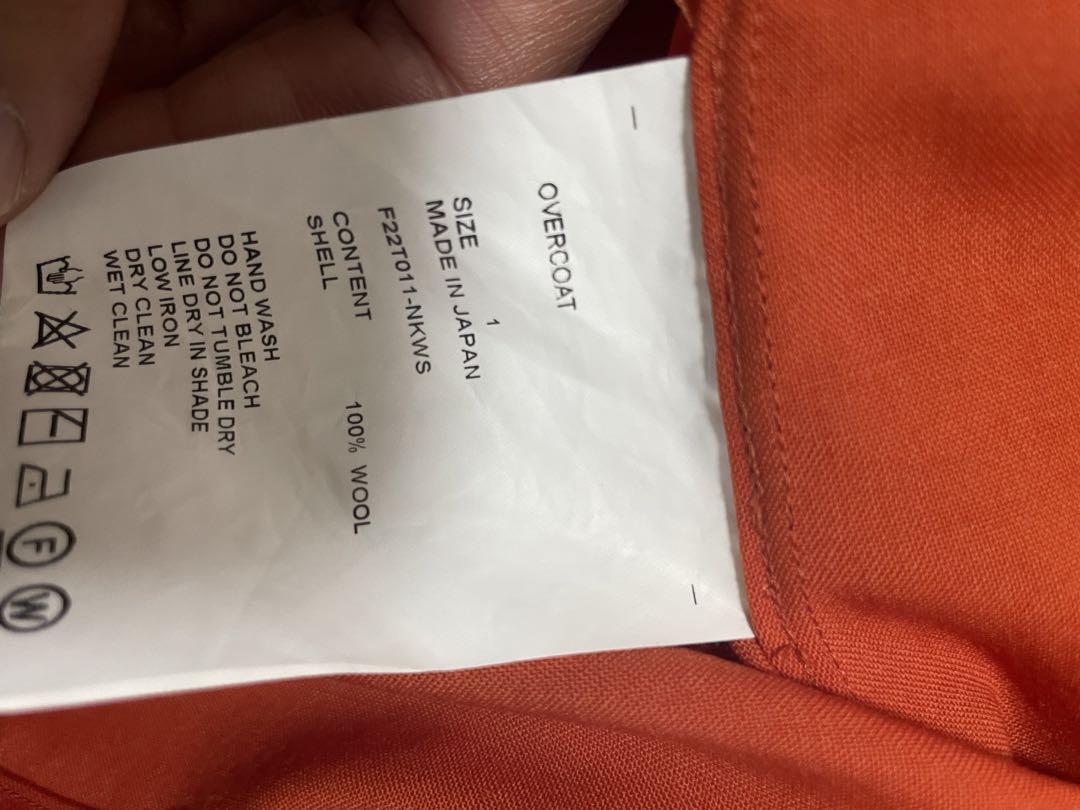 OVERCOAT
SIZE 1
MADE IN JAPAN
F22T011-NKWS
CONTENT
SHELL 100% WOOL
HAND WASH
DO NOT BLEACH
DO NOT TUMBLE DRY
LINE DRY IN SHADE
LOW IRON
DRY CLEAN
WET CLEAN
F W